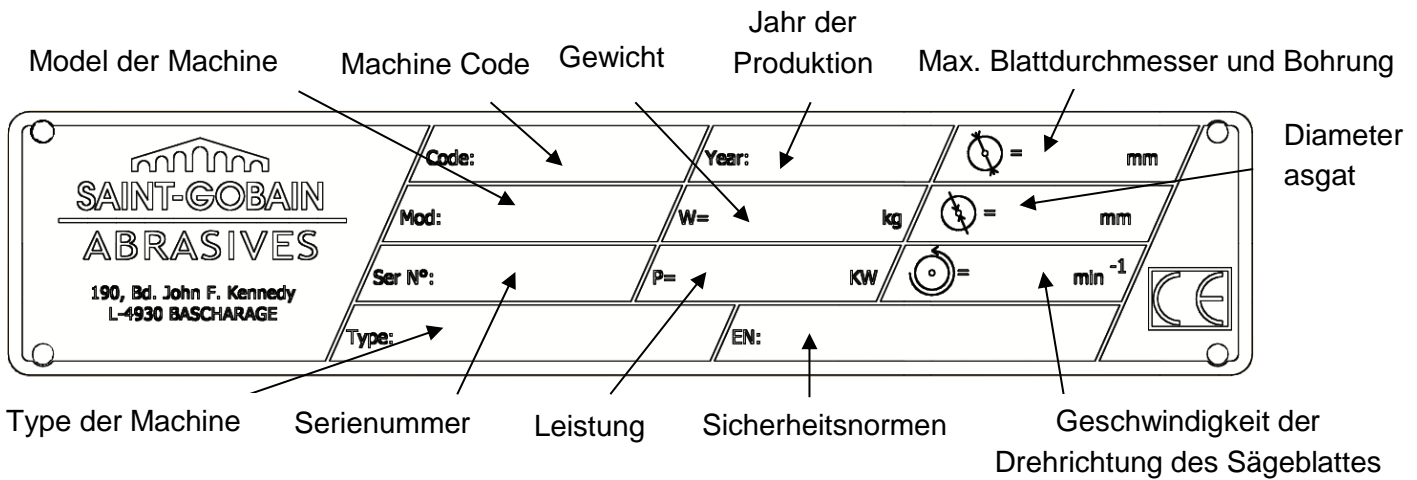 Jahr der
Model der Machine Machine Code Gewicht Produktion Max. Blattdurchmesser und Bohrung
Diameter
asgat
SAINT-GOBAIN
ABRASIVES
190, Bd. John F. Kennedy
L-4930 BASCHARAGE
Code: Year: = mm
Mod: W= kg = mm
Ser N°: P= KW = min -1
Type: EN:
CE
Type der Machine Serienummer Leistung Sicherheitsnormen Geschwindigkeit der
Drehrichtung des Sägeblattes